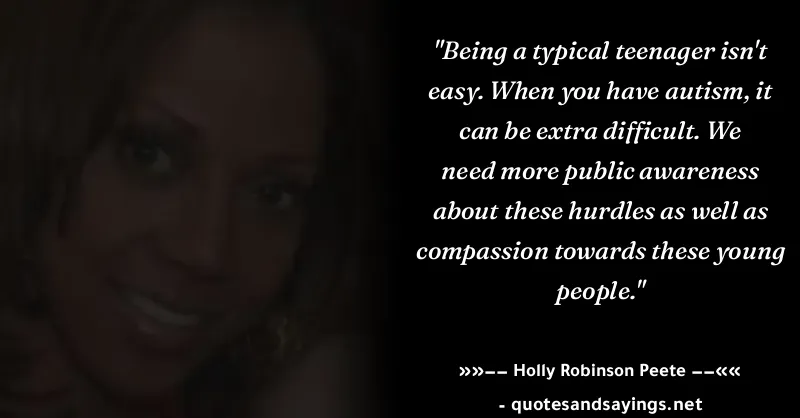 "Being a typical teenager isn't
easy. When you have autism, it
can be extra difficult. We
need more public awareness
about these hurdles as well as
compassion towards these young
people."
»»–– Holly Robinson Peete ––««
- quotesandsayings.net